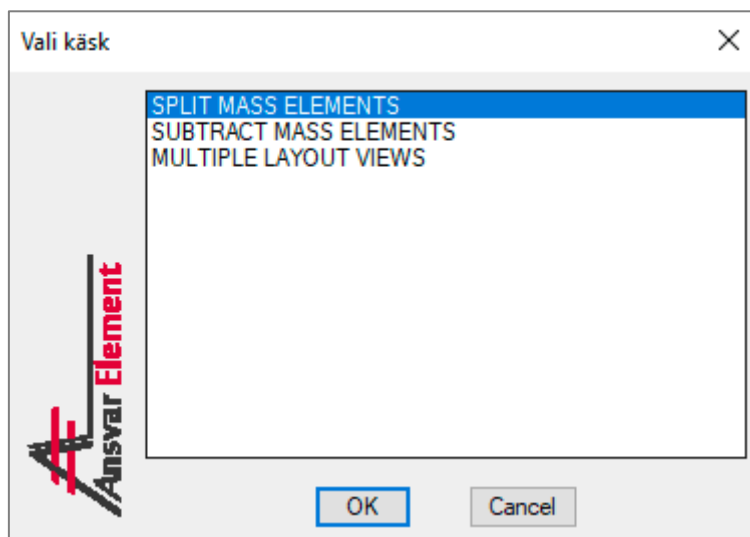 Vali käsk
SPLIT MASS ELEMENTS
SUBTRACT MASS ELEMENTS
MULTIPLE LAYOUT VIEWS
Ansvar Element
OK
Cancel